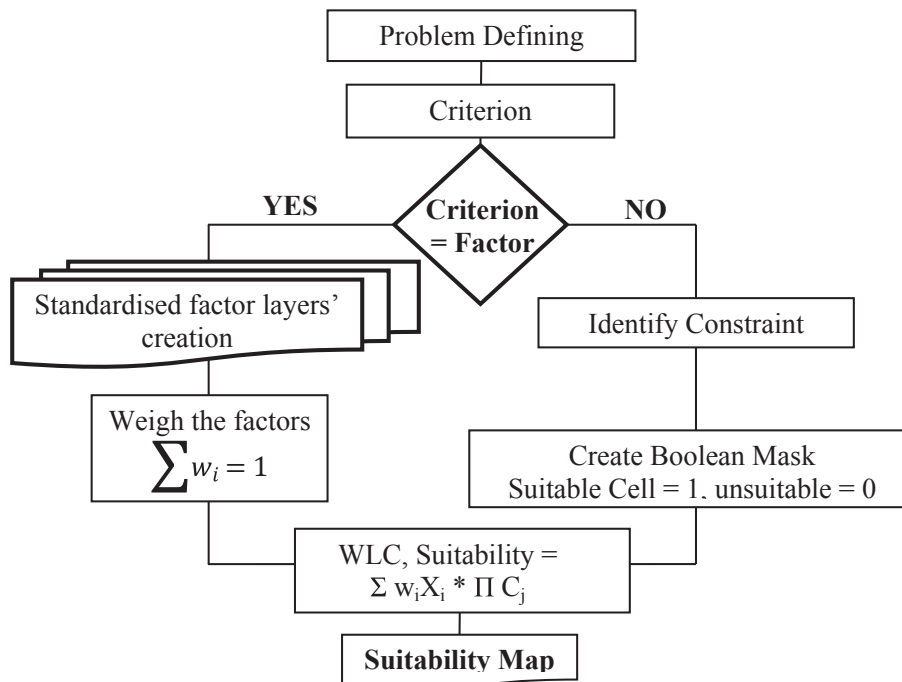 Problem Defining
Criterion
YES
Criterion
= Factor
NO
Standardised factor layers’
creation
Identify Constraint
Weigh the factors
∑ wᵢ = 1
Create Boolean Mask
Suitable Cell = 1, unsuitable = 0
WLC, Suitability =
Σ wᵢXᵢ * Π Cⱼ
Suitability Map